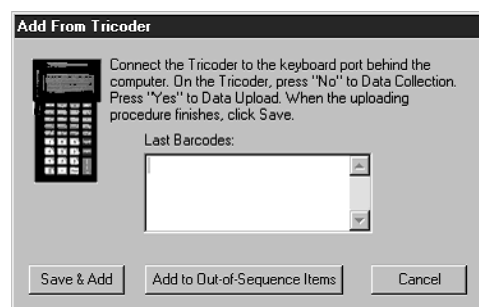 Add From Tricoder
Connect the Tricoder to the keyboard port behind the
computer. On the Tricoder, press "No" to Data Collection.
Press "Yes" to Data Upload. When the uploading
procedure finishes, click Save.
Last Barcodes:
Save & Add
Add to Out-of-Sequence Items
Cancel